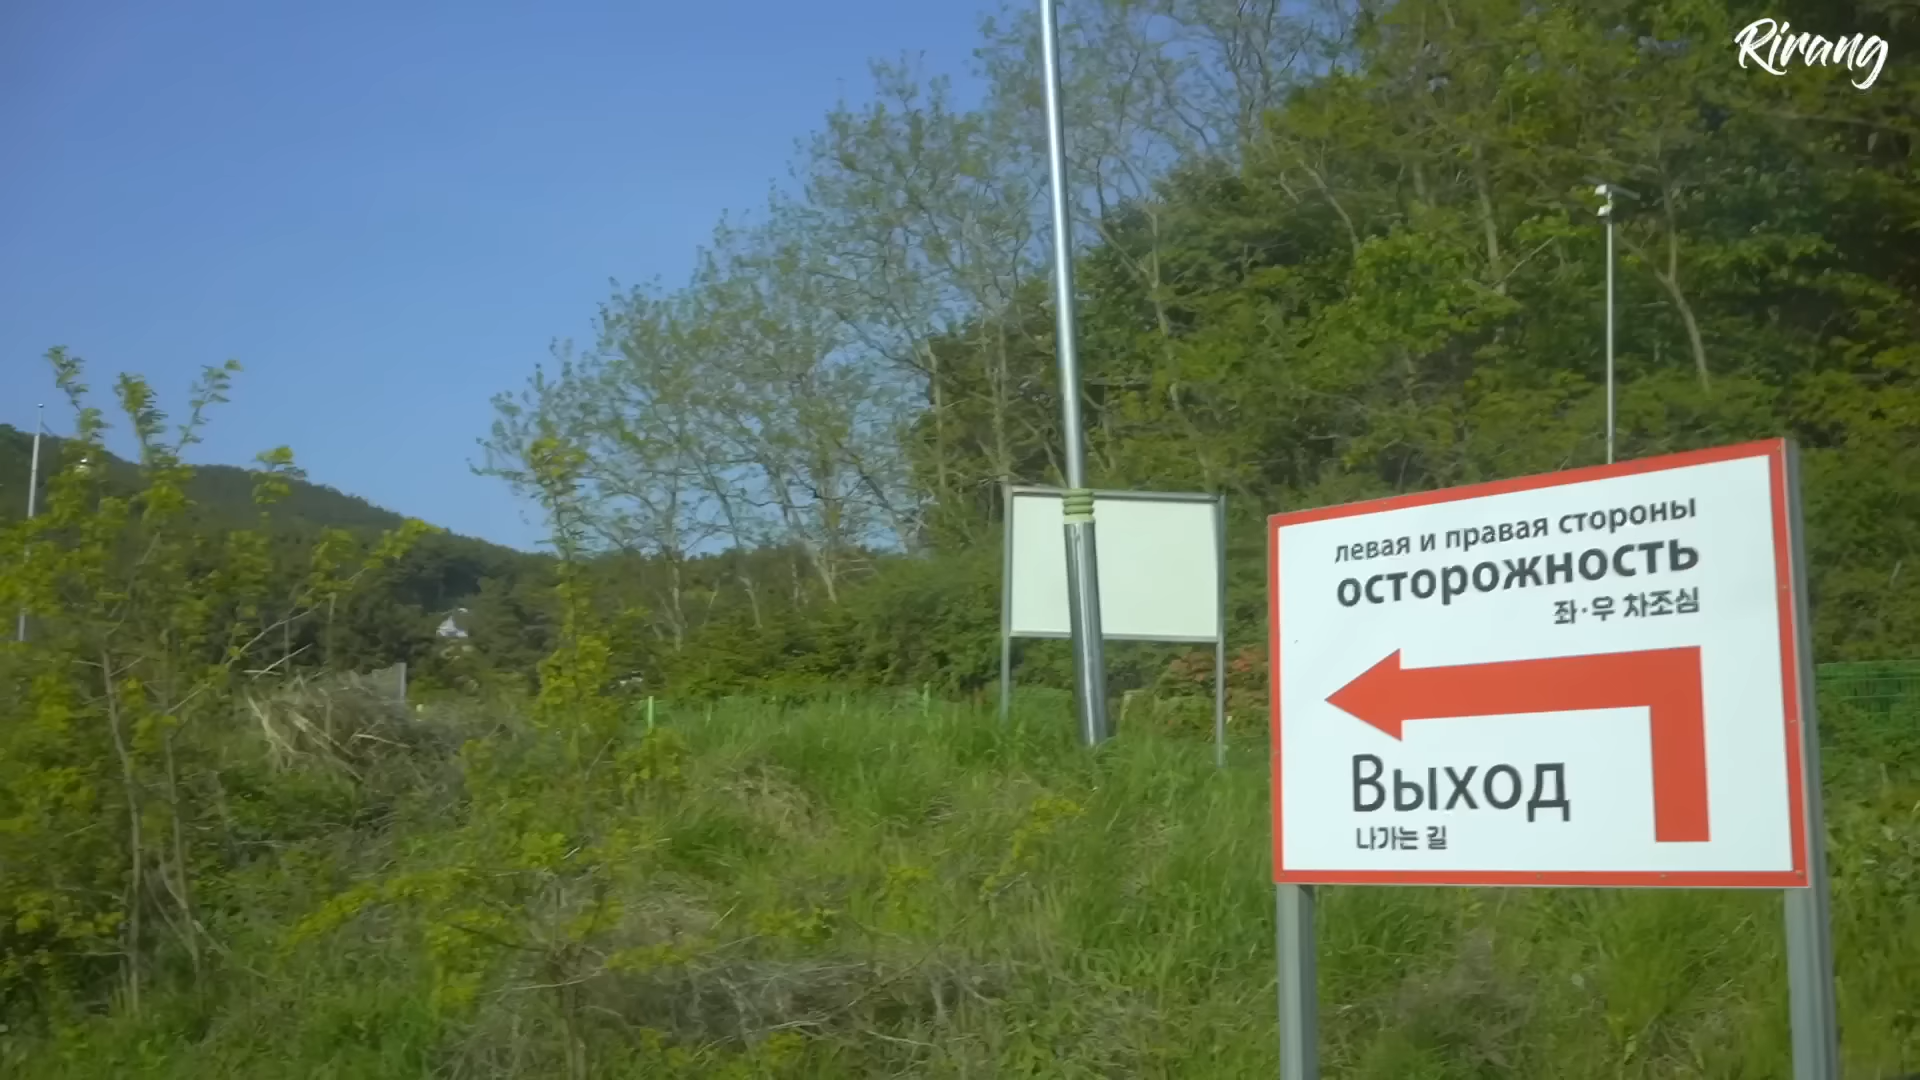 Rirang
левая и правая стороны
осторожность
좌·우 차조심
Выход
나가는 길